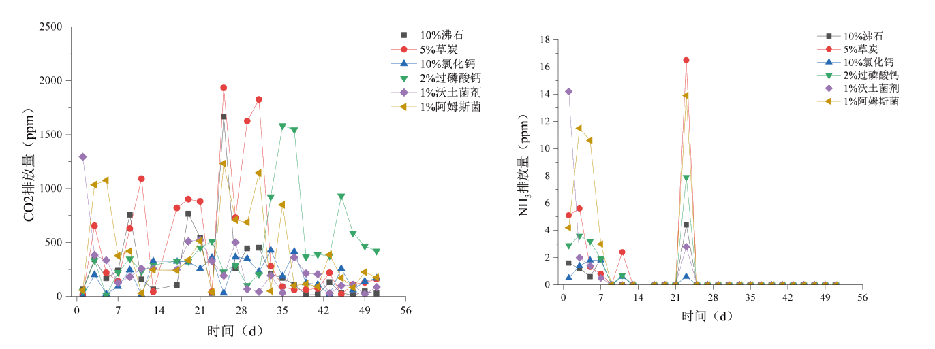 2500
2000
1500
1000
500
0
CO2排放量（ppm）
0 7 14 21 28 35 42 49 56
时间（d）
10%沸石
5%草炭
10%氯化钙
2%过磷酸钙
1%沃土菌剂
1%阿姆斯菌
18
16
14
12
10
8
6
4
2
0
NH3排放量（ppm）
0 7 14 21 28 35 42 49 56
时间（d）
10%沸石
5%草炭
10%氯化钙
2%过磷酸钙
1%沃土菌剂
1%阿姆斯菌